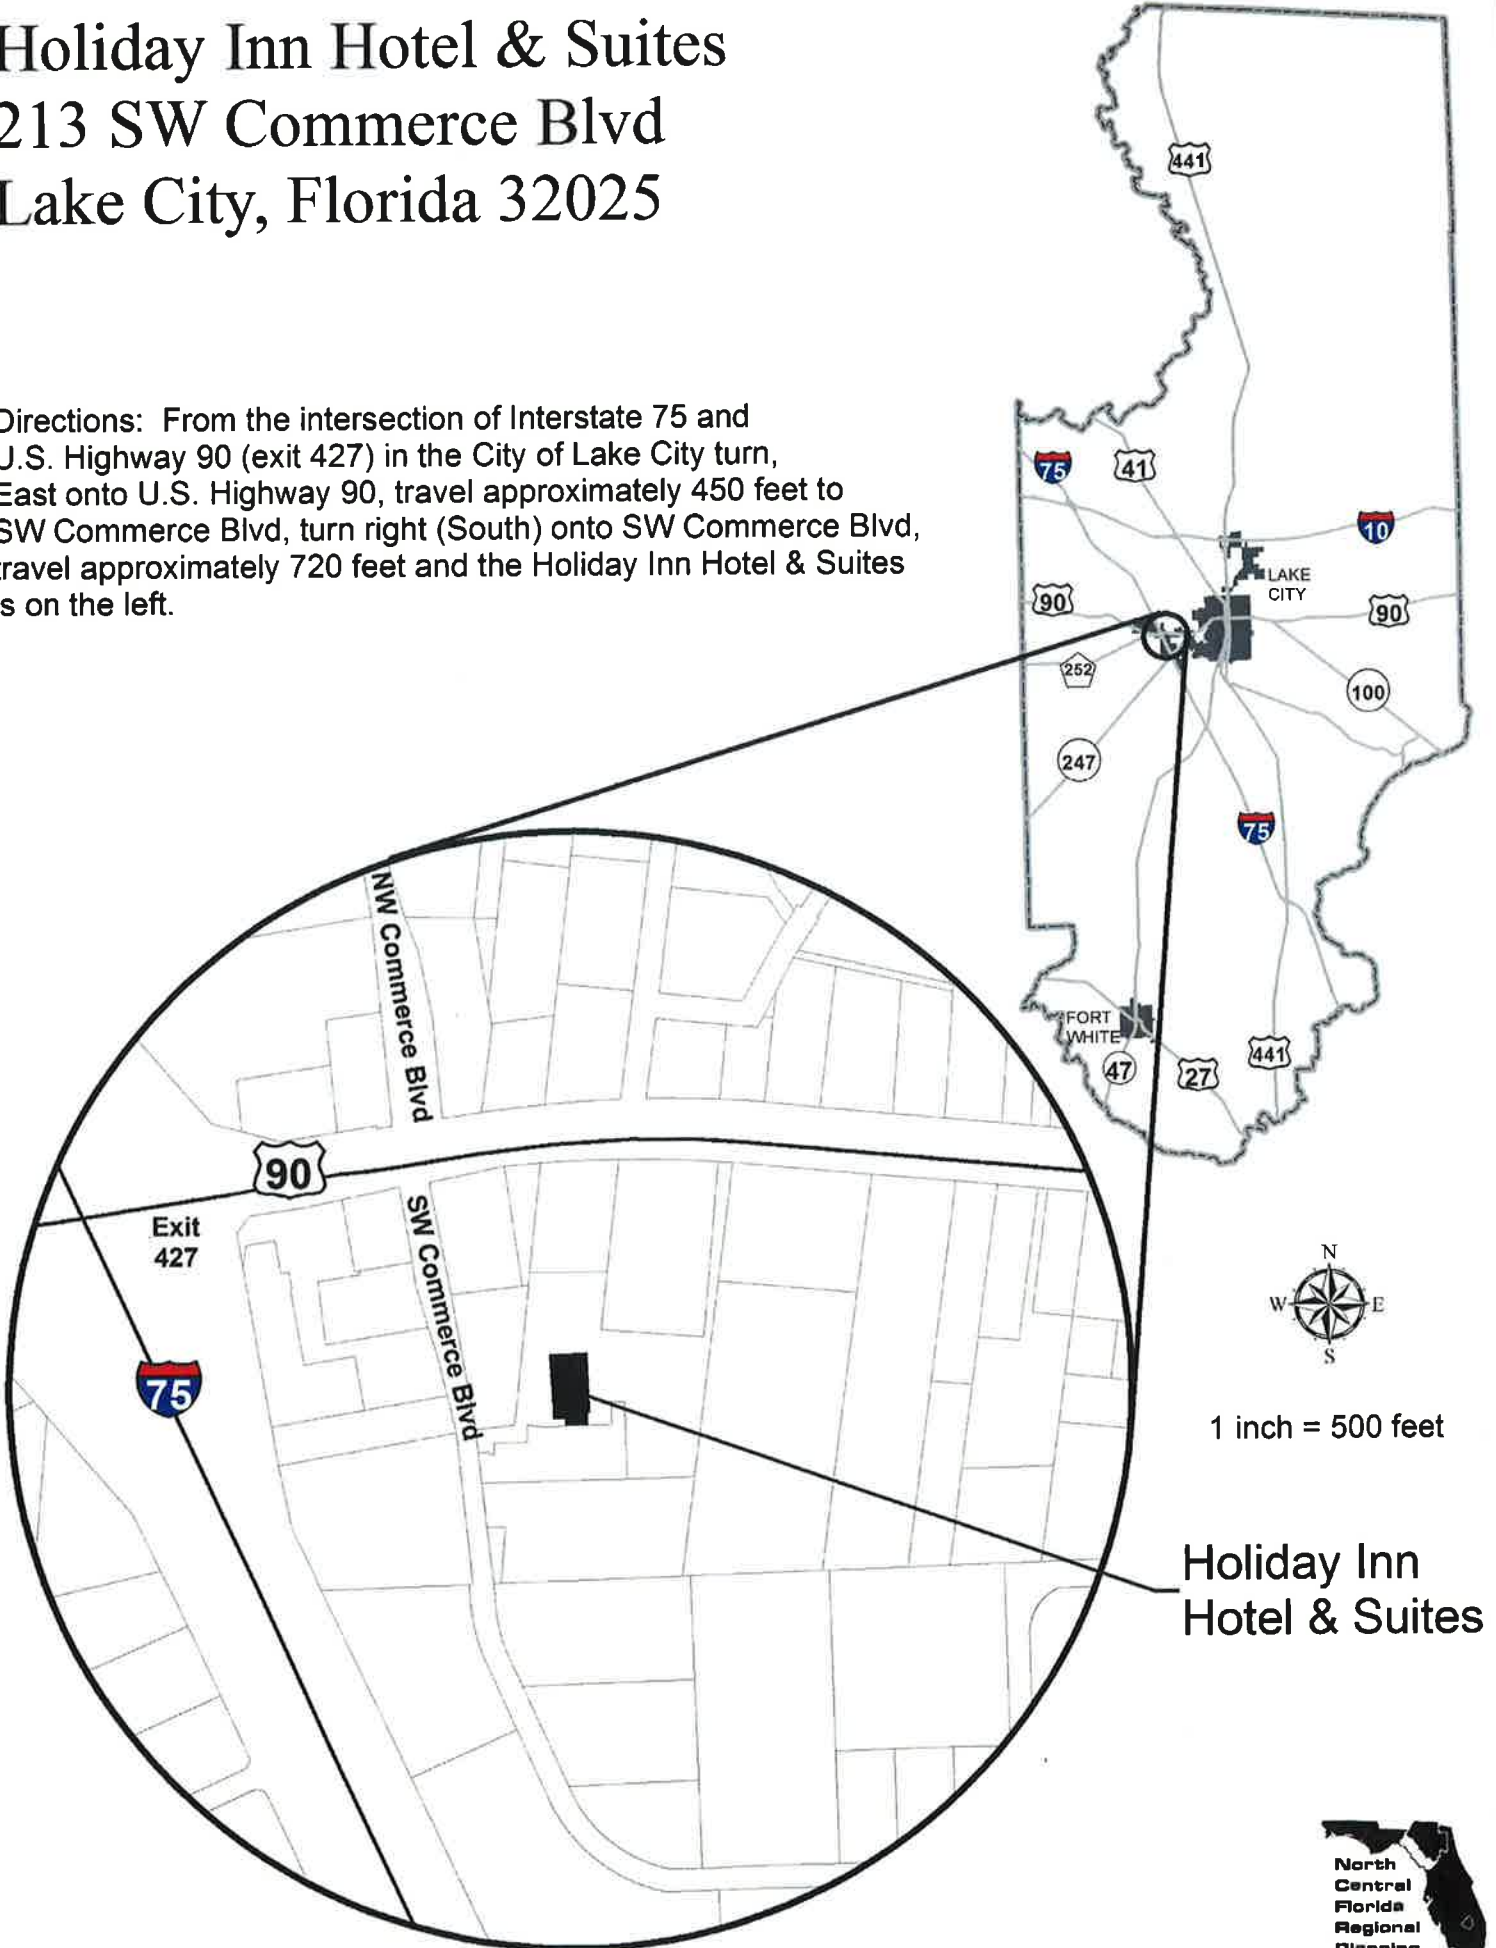 Holiday Inn Hotel & Suites
213 SW Commerce Blvd
Lake City, Florida 32025
441
Directions: From the intersection of Interstate 75 and
U.S. Highway 90 (exit 427) in the City of Lake City turn,
East onto U.S. Highway 90, travel approximately 450 feet to
SW Commerce Blvd, turn right (South) onto SW Commerce Blvd,
travel approximately 720 feet and the Holiday Inn Hotel & Suites
is on the left.
75
41
10
LAKE
CITY
90
90
252
100
247
75
FORT
WHITE
47
27
441
NW Commerce Blvd
90
Exit
427
SW Commerce Blvd
75
N
W
E
S
1 inch = 500 feet
Holiday Inn
Hotel & Suites
North
Central
Florida
Regional
Planning